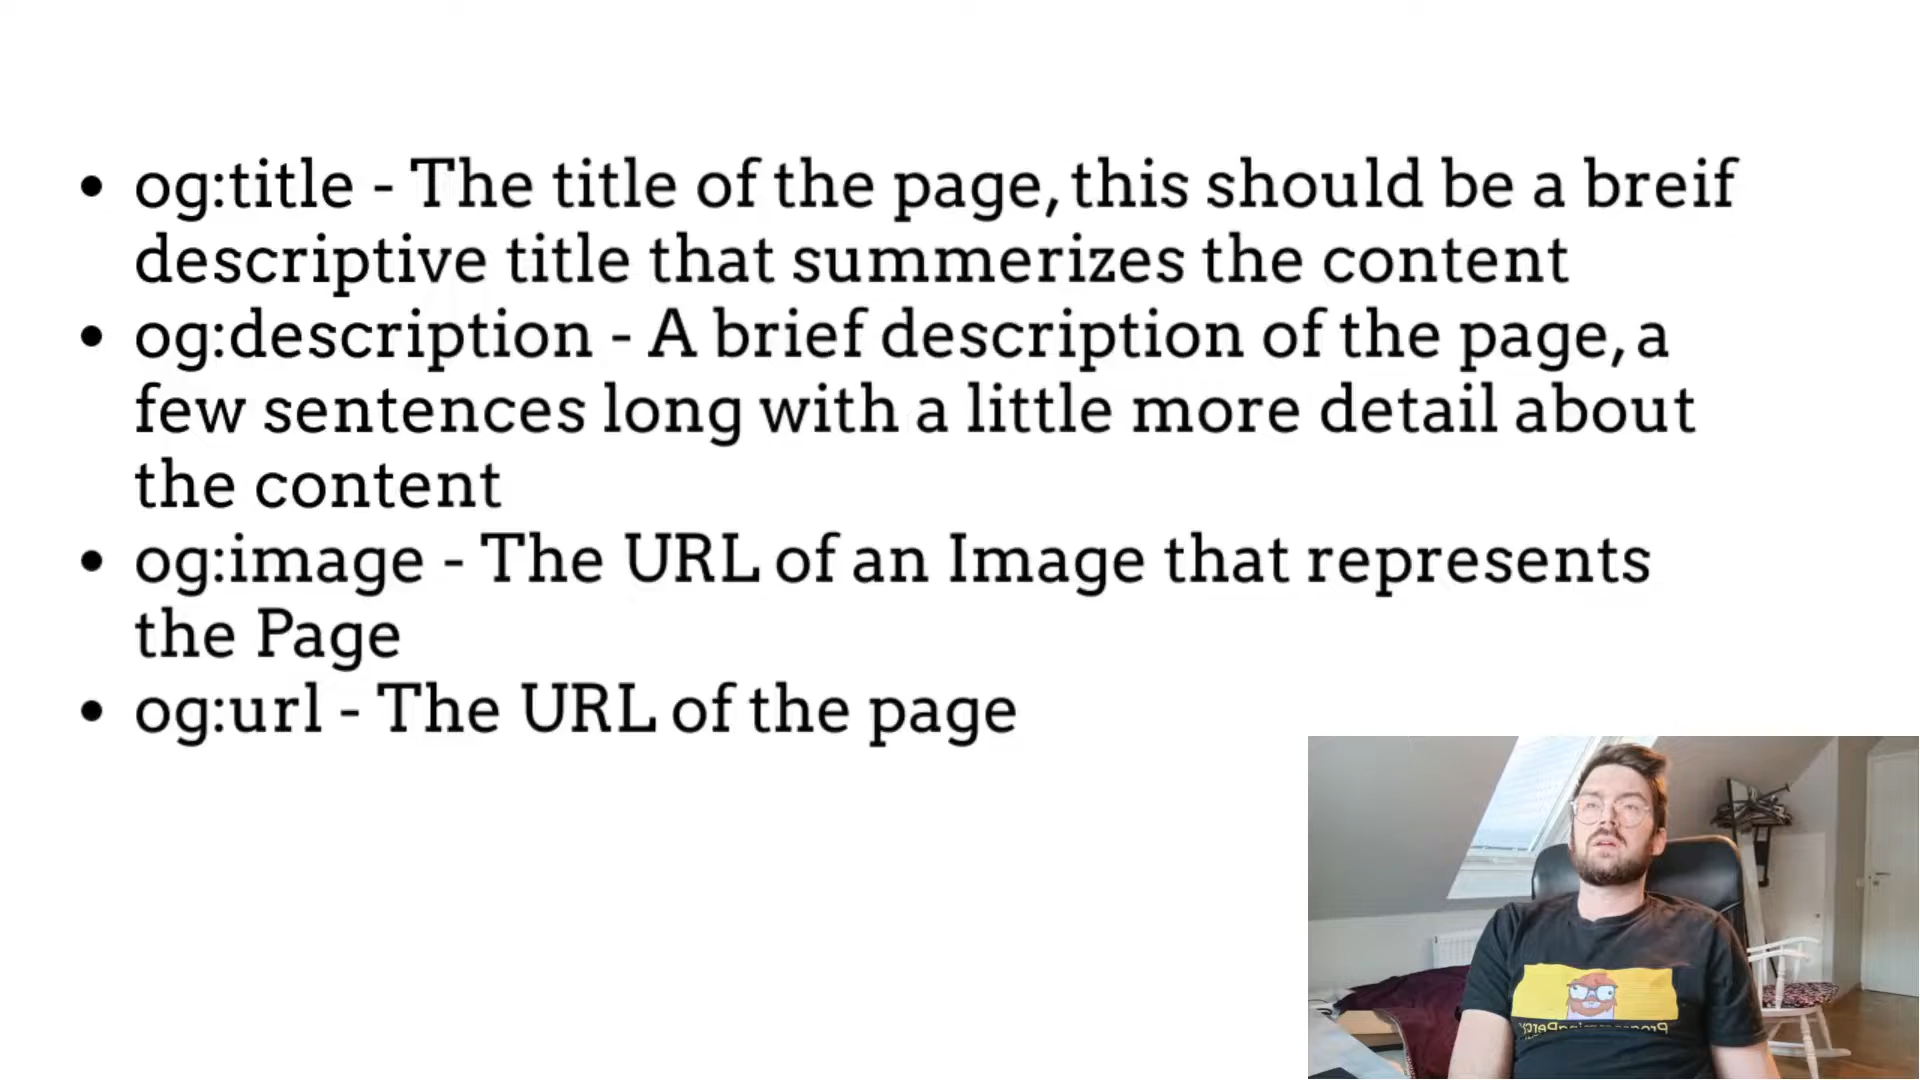 og:title - The title of the page, this should be a breif
descriptive title that summerizes the content
og:description - A brief description of the page, a
few sentences long with a little more detail about
the content
og:image - The URL of an Image that represents
the Page
og:url - The URL of the page
ProgrammingPercy